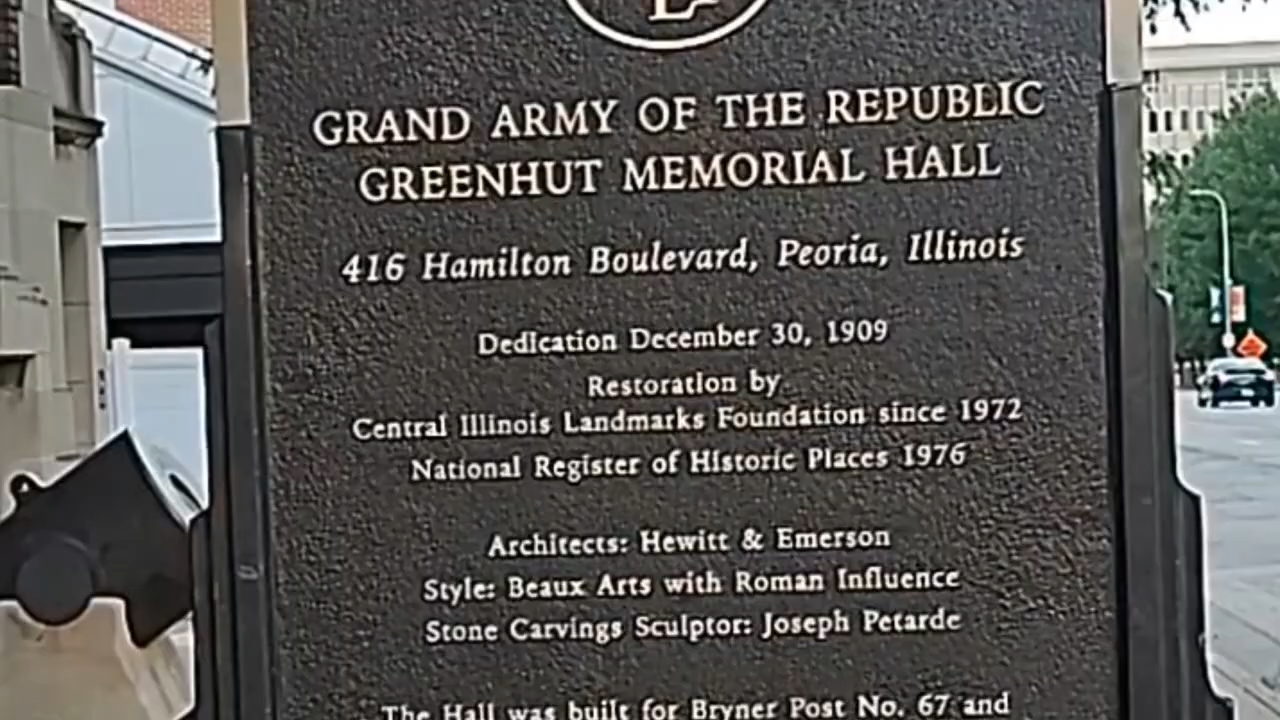 GRAND ARMY OF THE REPUBLIC
GREENHUT MEMORIAL HALL
416 Hamilton Boulevard, Peoria, Illinois
Dedication December 30, 1909
Restoration by
Central Illinois Landmarks Foundation since 1972
National Register of Historic Places 1976
Architects: Hewitt & Emerson
Style: Beaux Arts with Roman Influence
Stone Carvings Sculptor: Joseph Petarde
The Hall was built for Bryner Post No. 67 and